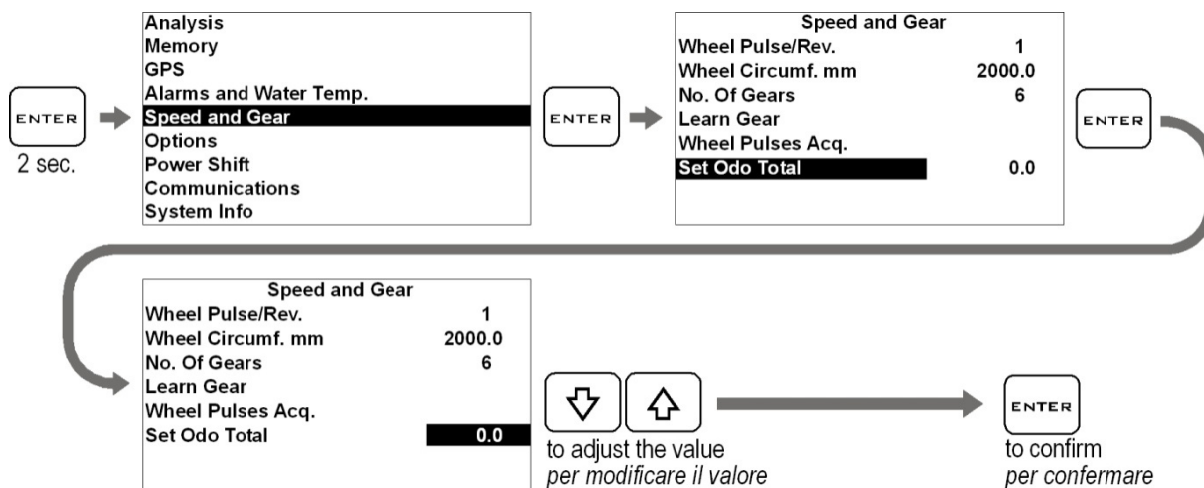 ENTER
2 sec.
Analysis
Memory
GPS
Alarms and Water Temp.
Speed and Gear
Options
Power Shift
Communications
System Info
ENTER
Speed and Gear
Wheel Pulse/Rev. 1
Wheel Circumf. mm 2000.0
No. Of Gears 6
Learn Gear
Wheel Pulses Acq.
Set Odo Total 0.0
ENTER
Speed and Gear
Wheel Pulse/Rev. 1
Wheel Circumf. mm 2000.0
No. Of Gears 6
Learn Gear
Wheel Pulses Acq.
Set Odo Total 0.0
to adjust the value
per modificare il valore
ENTER
to confirm
per confermare